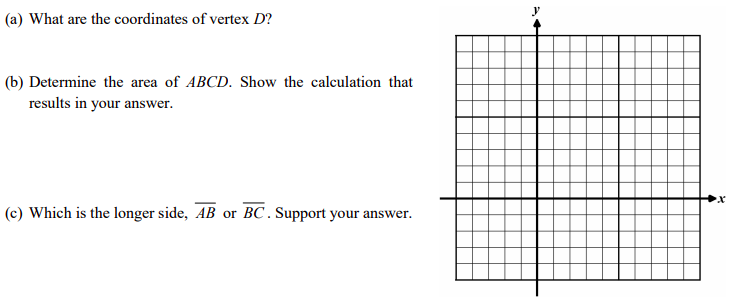 (a) What are the coordinates of vertex D?
(b) Determine the area of ABCD. Show the calculation that
results in your answer.
(c) Which is the longer side, AB or BC. Support your answer.
y
x